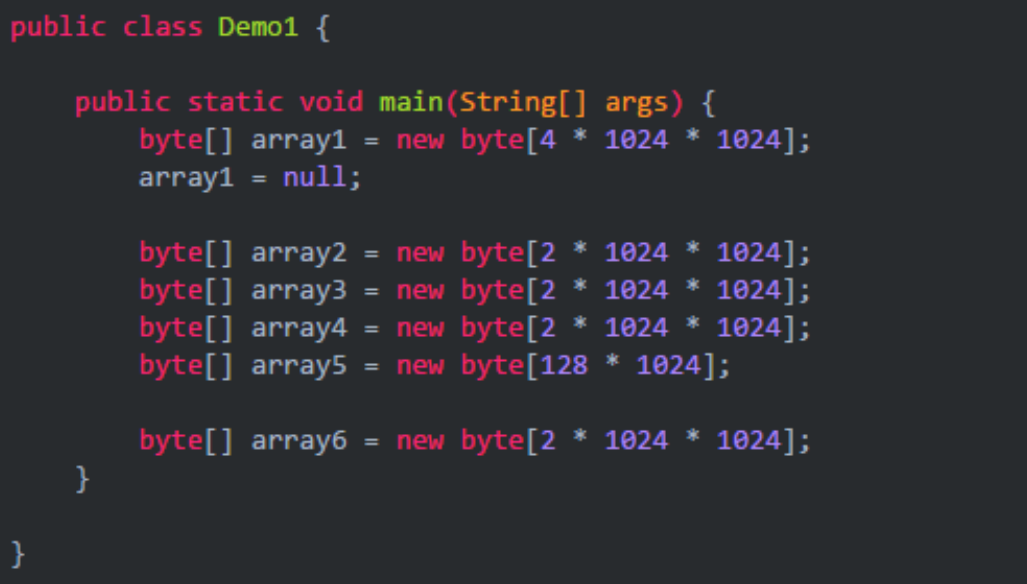 public class Demo1 {
public static void main(String[] args) {
byte[] array1 = new byte[4 * 1024 * 1024];
array1 = null;
byte[] array2 = new byte[2 * 1024 * 1024];
byte[] array3 = new byte[2 * 1024 * 1024];
byte[] array4 = new byte[2 * 1024 * 1024];
byte[] array5 = new byte[128 * 1024];
byte[] array6 = new byte[2 * 1024 * 1024];
}
}